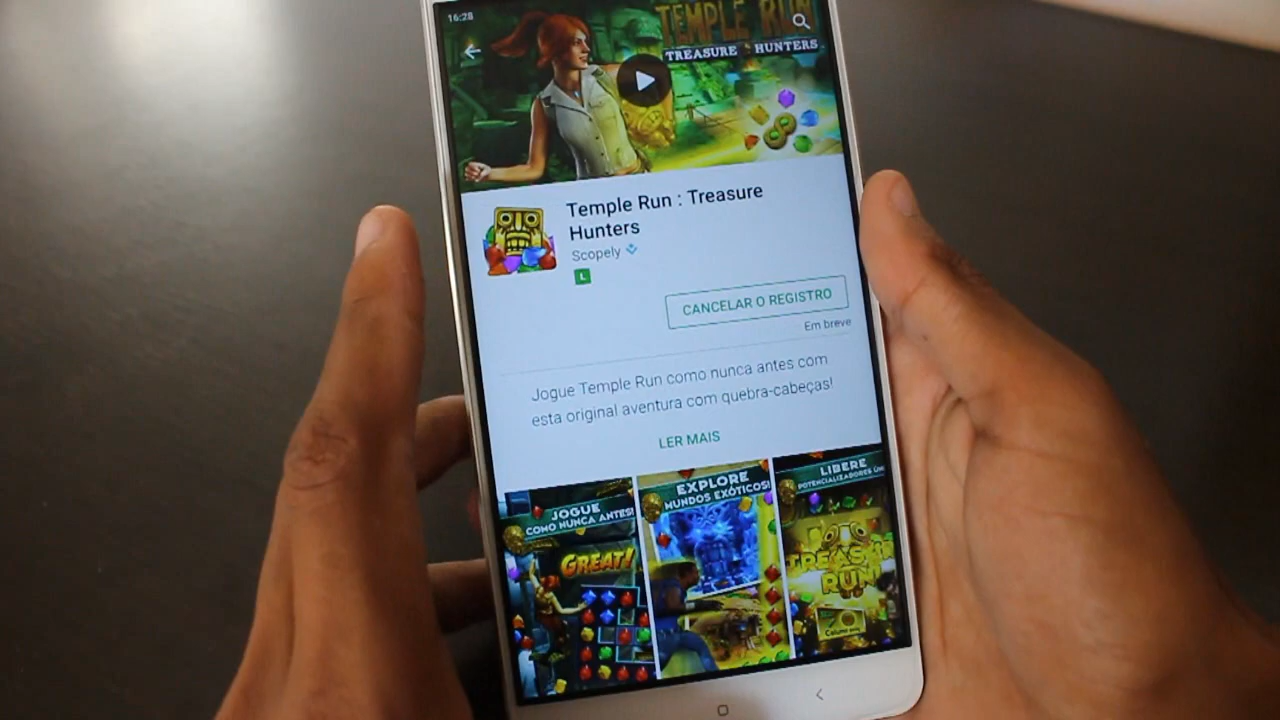 16:28
TEMPLE RUN
TREASURE HUNTERS
Temple Run : Treasure
Hunters
Scopely
L
CANCELAR O REGISTRO
Em breve
Jogue Temple Run como nunca antes com
esta original aventura com quebra-cabeças!
LER MAIS
JOGUE
COMO NUNCA ANTES!
GREAT!
EXPLORE
MUNDOS EXÓTICOS!
LIBERE
POTENCIALIZADORES ÚN
TREASURE
RUN!